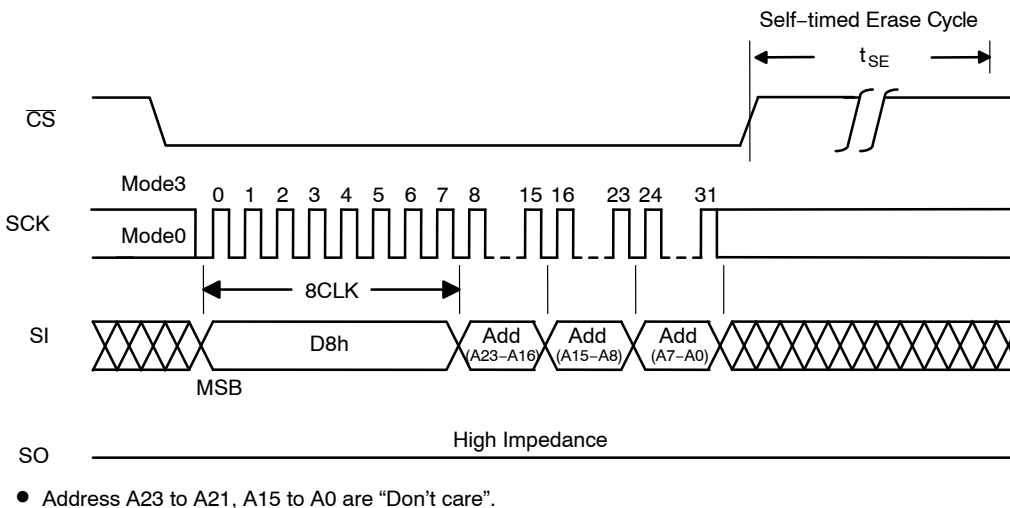 Self−timed Erase Cycle
tSE
CS
Mode3
0 1 2 3 4 5 6 7 8 15 16 23 24 31
SCK
Mode0
8CLK
SI
D8h
Add
(A23−A16)
Add
(A15−A8)
Add
(A7−A0)
MSB
High Impedance
SO
● Address A23 to A21, A15 to A0 are “Don’t care”.